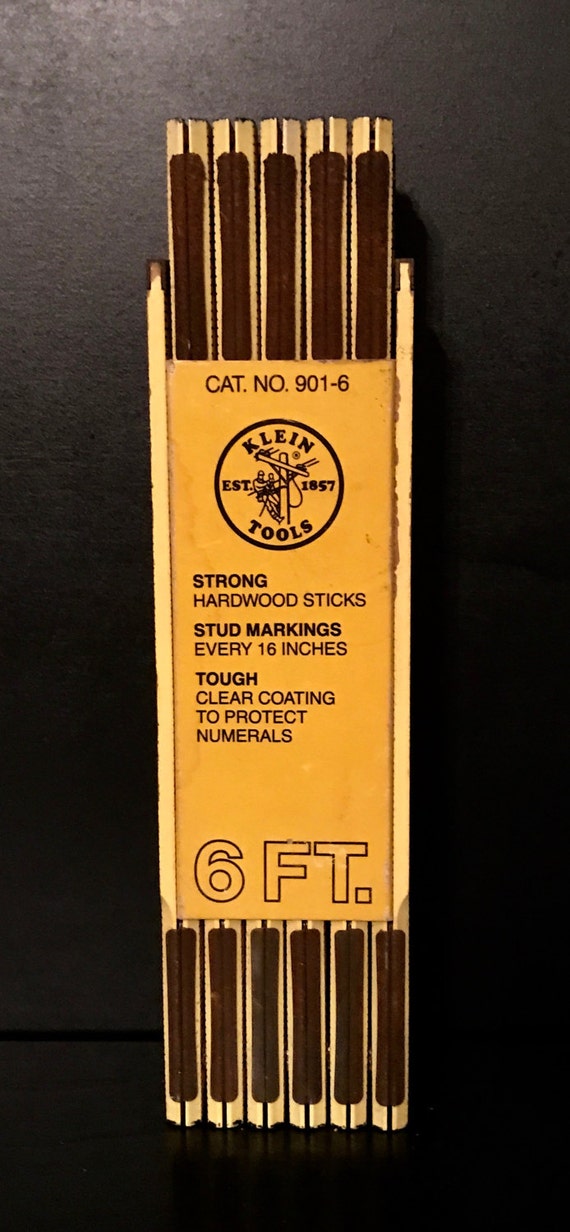 CAT. NO. 901-6
KLEIN
®
EST. 1857
TOOLS
STRONG
HARDWOOD STICKS
STUD MARKINGS
EVERY 16 INCHES
TOUGH
CLEAR COATING
TO PROTECT
NUMERALS
6 FT.